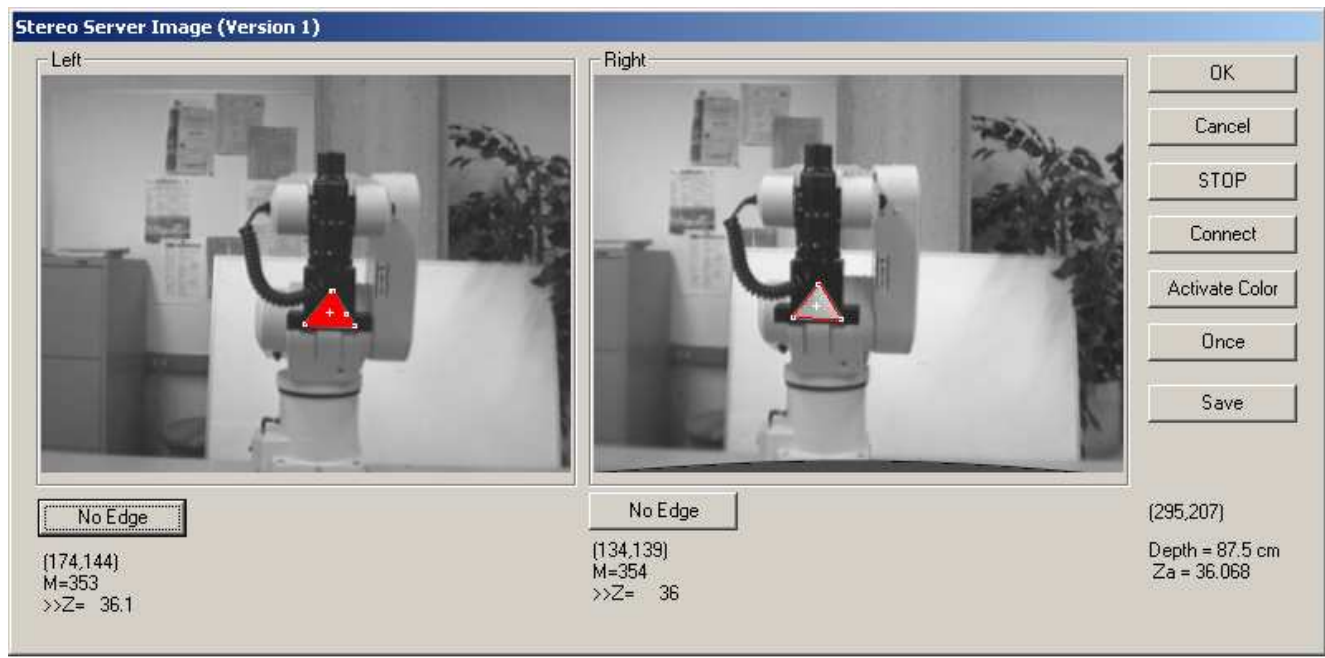 Stereo Server Image (Version 1)
Left
Right
OK
Cancel
STOP
Connect
Activate Color
Once
Save
No Edge
No Edge
(174,144)
M=353
>>Z= 36.1
(134,139)
M=354
>>Z= 36
(295,207)
Depth = 87.5 cm
Za = 36.068